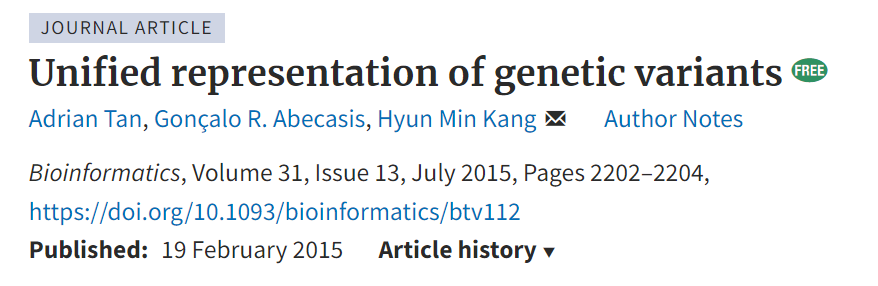 JOURNAL ARTICLE
Unified representation of genetic variants FREE
Adrian Tan, Gonçalo R. Abecasis, Hyun Min Kang Author Notes
Bioinformatics, Volume 31, Issue 13, July 2015, Pages 2202–2204,
https://doi.org/10.1093/bioinformatics/btv112
Published: 19 February 2015 Article history ▼